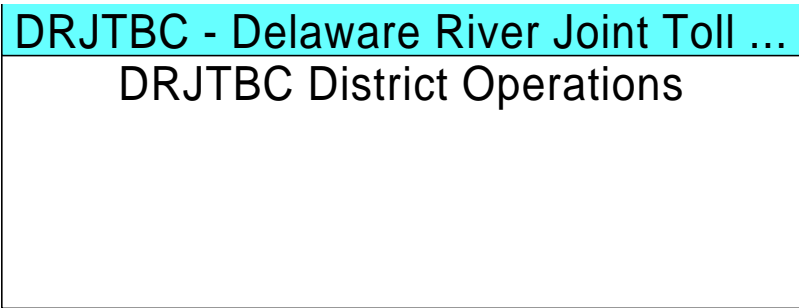 DRJTBC - Delaware River Joint Toll ...
DRJTBC District Operations